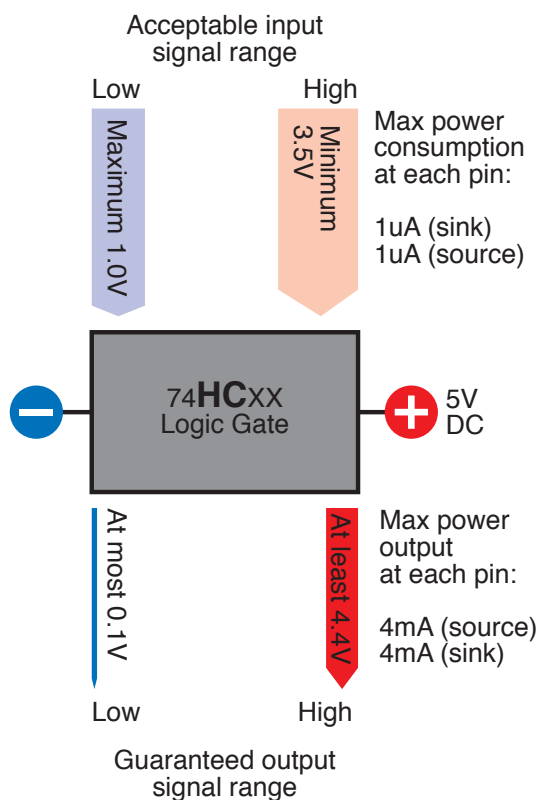 Acceptable input
signal range
Low
High
Maximum 1.0V
Minimum
3.5V
Max power
consumption
at each pin:
1uA (sink)
1uA (source)
74HCXX
Logic Gate
5V
DC
At most 0.1V
At least 4.4V
Max power
output
at each pin:
4mA (source)
4mA (sink)
Low
High
Guaranteed output
signal range